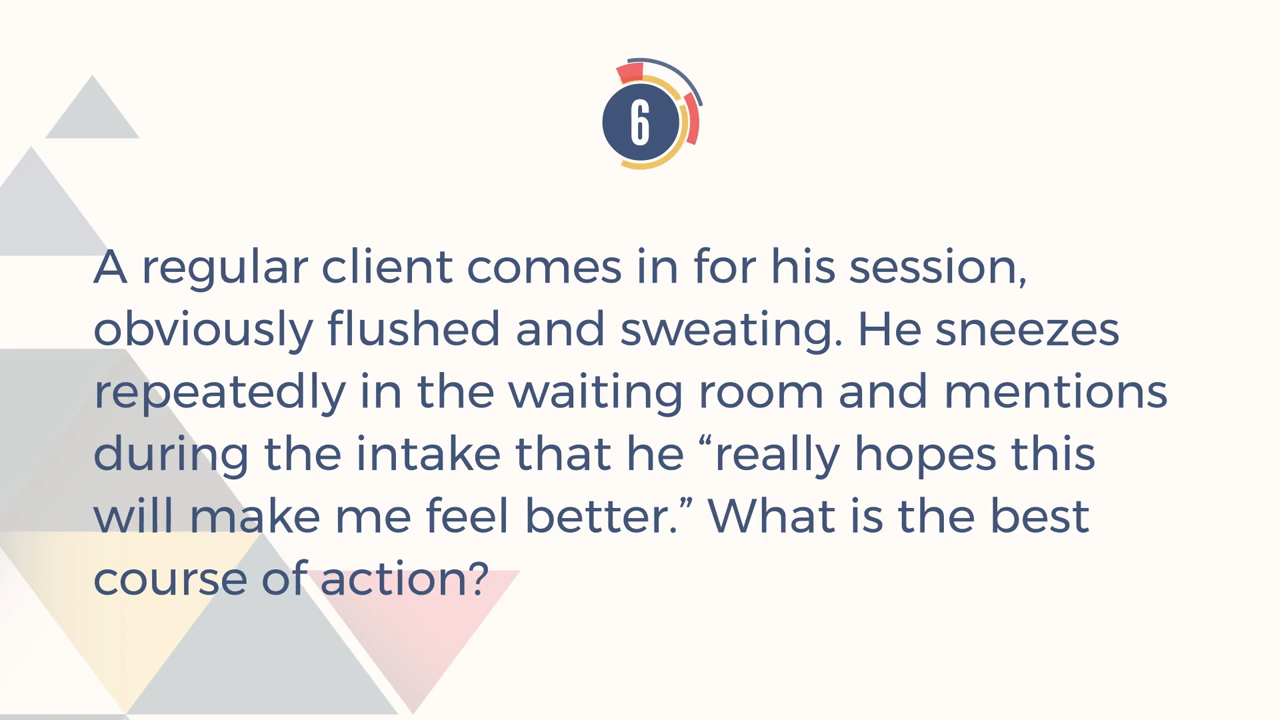 6
A regular client comes in for his session,
obviously flushed and sweating. He sneezes
repeatedly in the waiting room and mentions
during the intake that he “really hopes this
will make me feel better.” What is the best
course of action?